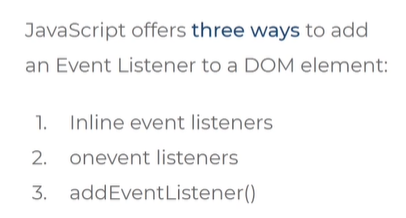 JavaScript offers three ways to add
an Event Listener to a DOM element:
1. Inline event listeners
2. onevent listeners
3. addEventListener()